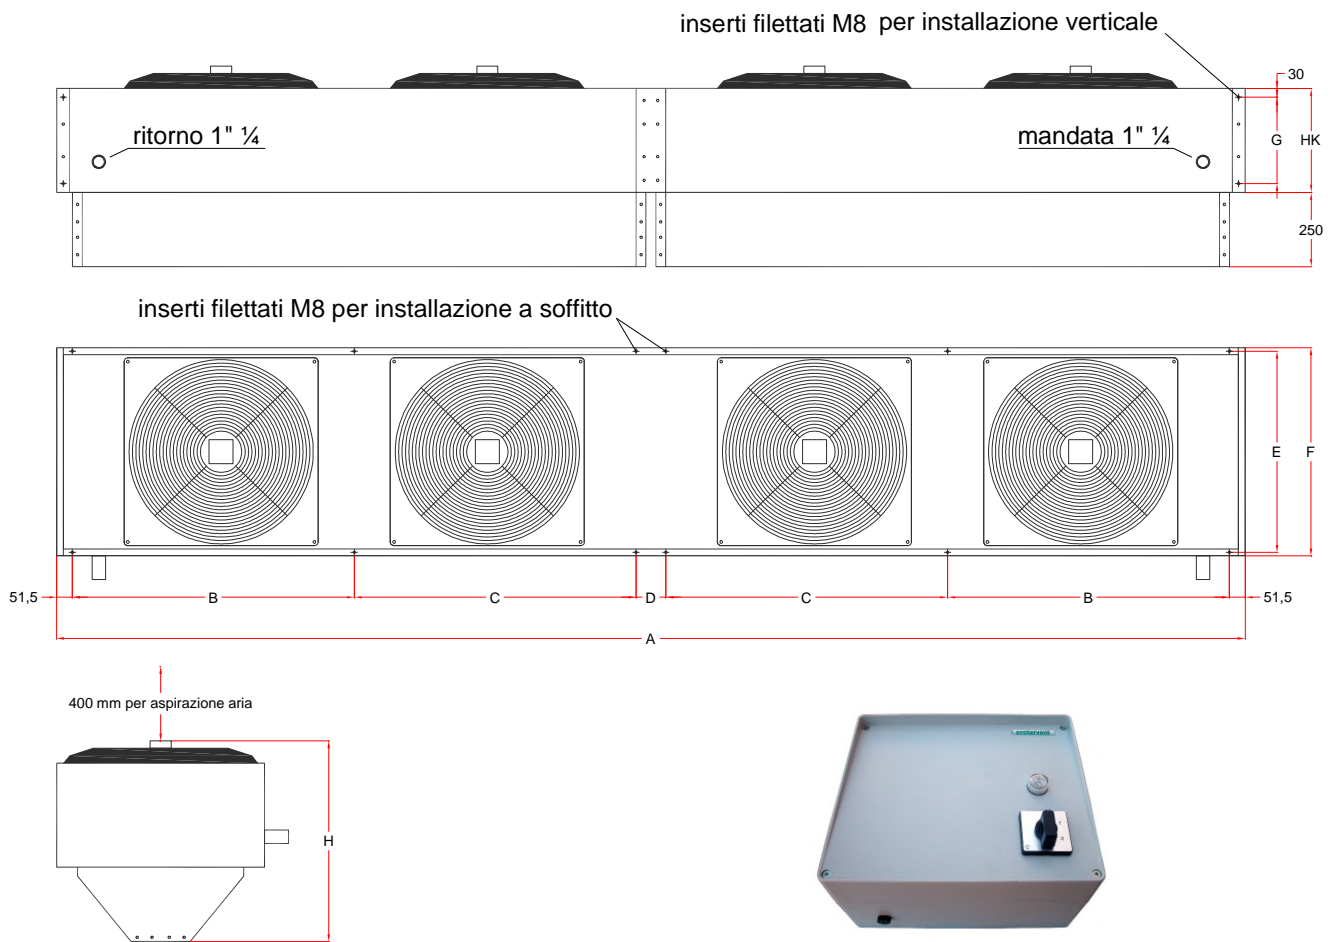 inserti filettati M8 per installazione verticale
30
ritorno 1" ¼
mandata 1" ¼
G
HK
250
inserti filettati M8 per installazione a soffitto
E
F
51,5
B
C
D
C
B
51,5
A
400 mm per aspirazione aria
H